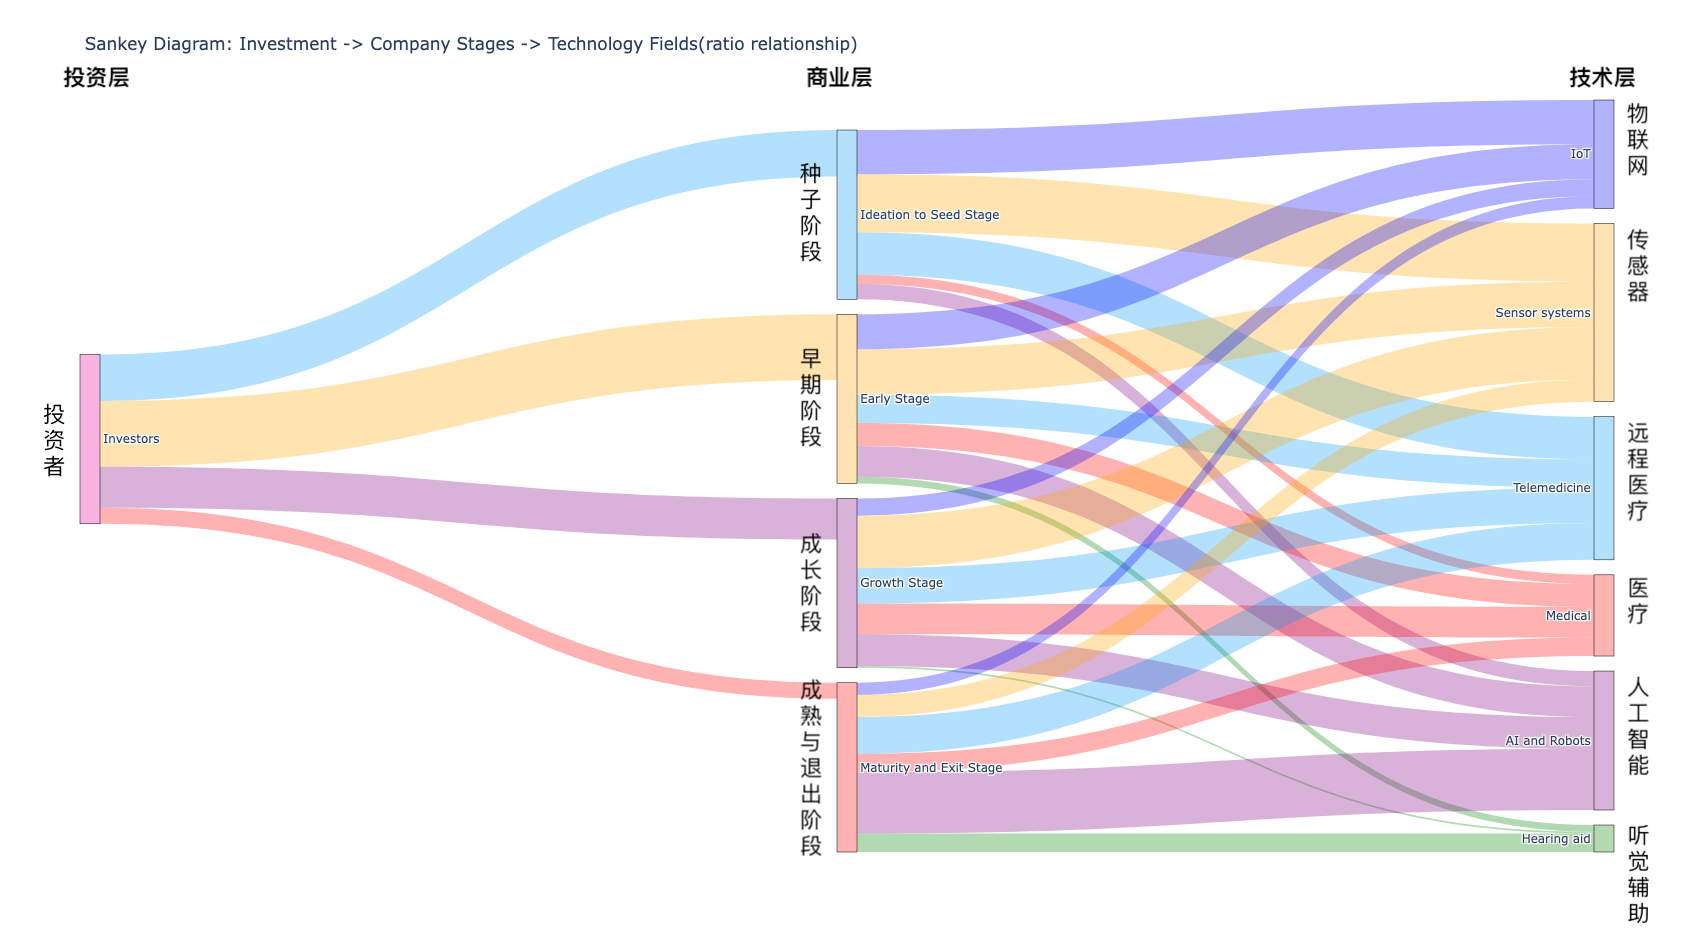 Sankey Diagram: Investment -> Company Stages -> Technology Fields(ratio relationship)
投资层
商业层
技术层
投资者
Investors
种子阶段
Ideation to Seed Stage
早期阶段
Early Stage
成长阶段
Growth Stage
成熟与退出阶段
Maturity and Exit Stage
IoT
物联网
Sensor systems
传感器
Telemedicine
远程医疗
Medical
医疗
AI and Robots
人工智能
Hearing aid
听觉辅助